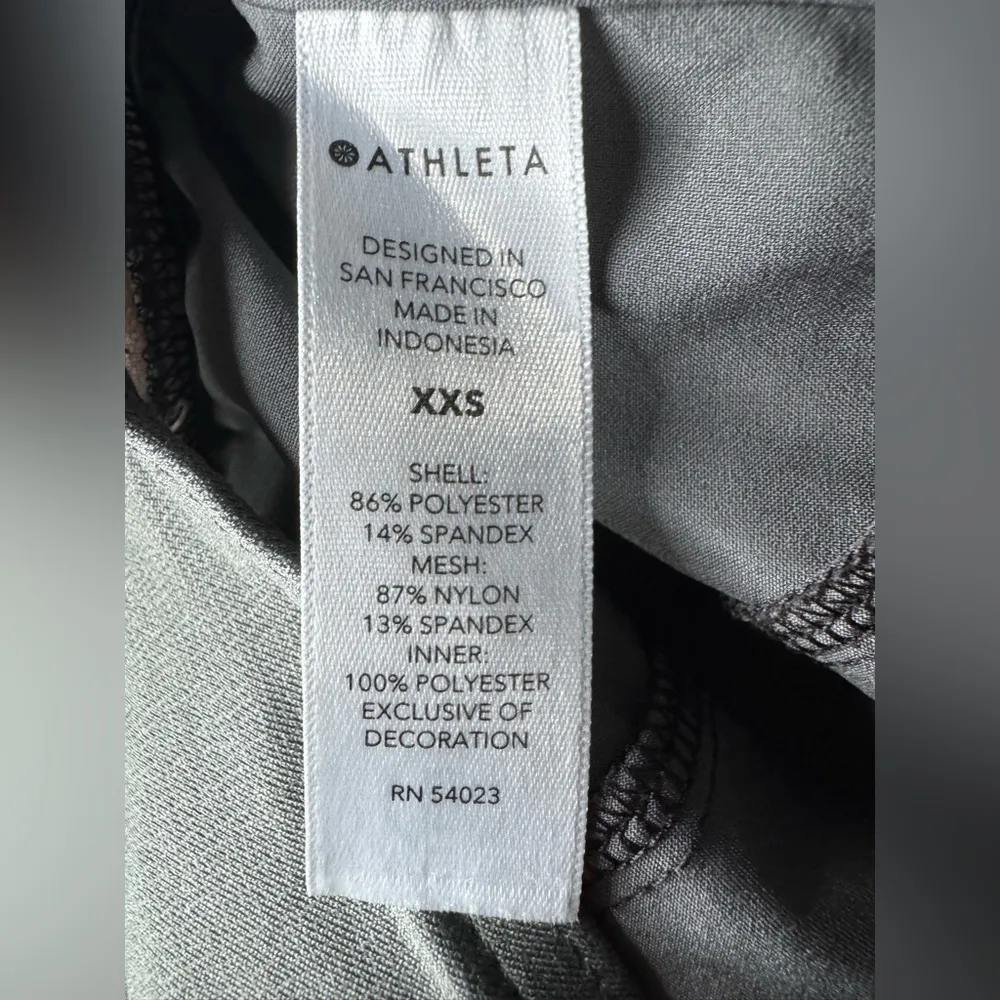 ATHLETA
DESIGNED IN
SAN FRANCISCO
MADE IN
INDONESIA
XXS
SHELL:
86% POLYESTER
14% SPANDEX
MESH:
87% NYLON
13% SPANDEX
INNER:
100% POLYESTER
EXCLUSIVE OF
DECORATION
RN 54023